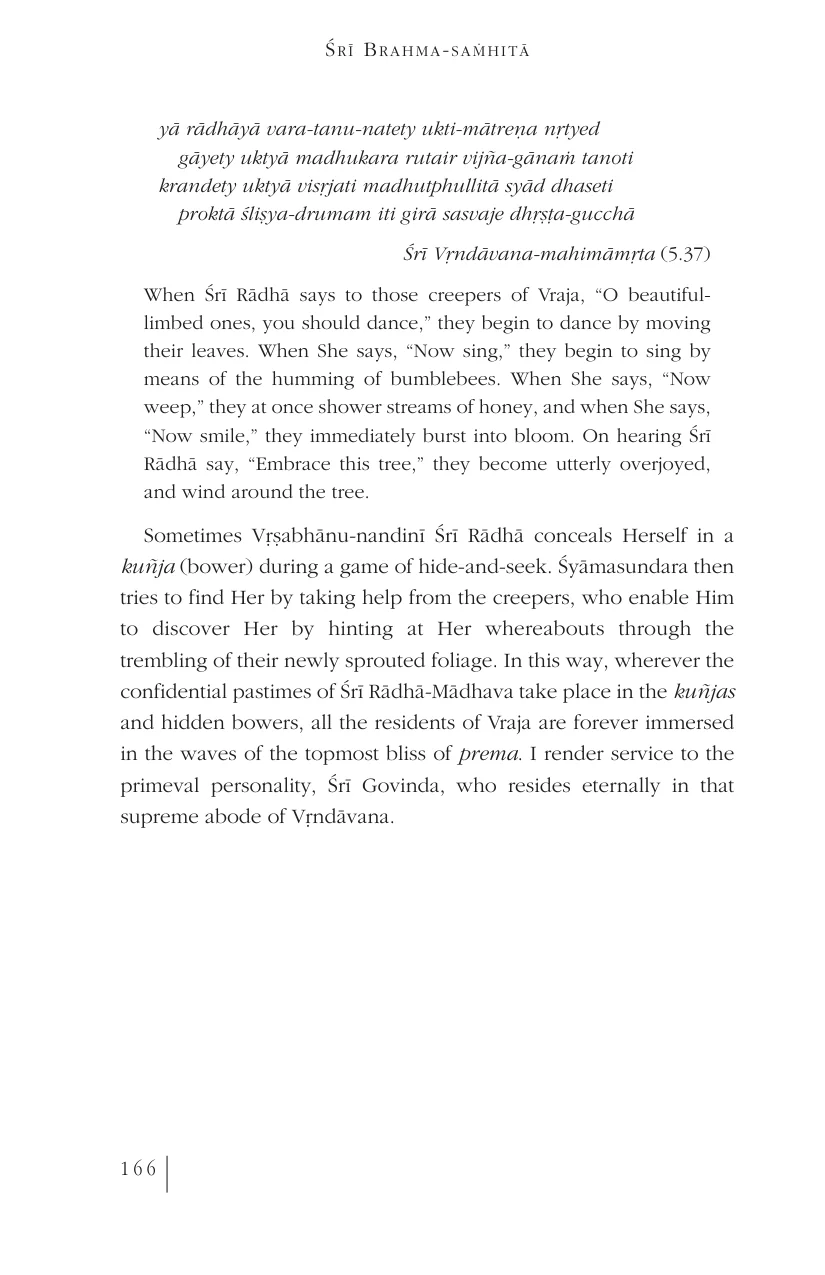 Śrī Brahma-saṁhitā
yā rādhāyā vara-tanu-natety ukti-mātreṇa nṛtyed
gāyety uktyā madhukara rutair vijña-gānaṁ tanoti
krandety uktyā visṛjati madhutphullitā syād dhaseti
proktā śliṣya-drumam iti girā sasvaje dhṛṣṭa-gucchā
Śrī Vṛndāvana-mahimāmṛta (5.37)
When Śrī Rādhā says to those creepers of Vraja, “O beautiful-
limbed ones, you should dance,” they begin to dance by moving
their leaves. When She says, “Now sing,” they begin to sing by
means of the humming of bumblebees. When She says, “Now
weep,” they at once shower streams of honey, and when She says,
“Now smile,” they immediately burst into bloom. On hearing Śrī
Rādhā say, “Embrace this tree,” they become utterly overjoyed,
and wind around the tree.
Sometimes Vṛṣabhānu-nandinī Śrī Rādhā conceals Herself in a
kuñja (bower) during a game of hide-and-seek. Śyāmasundara then
tries to find Her by taking help from the creepers, who enable Him
to discover Her by hinting at Her whereabouts through the
trembling of their newly sprouted foliage. In this way, wherever the
confidential pastimes of Śrī Rādhā-Mādhava take place in the kuñjas
and hidden bowers, all the residents of Vraja are forever immersed
in the waves of the topmost bliss of prema. I render service to the
primeval personality, Śrī Govinda, who resides eternally in that
supreme abode of Vṛndāvana.
166